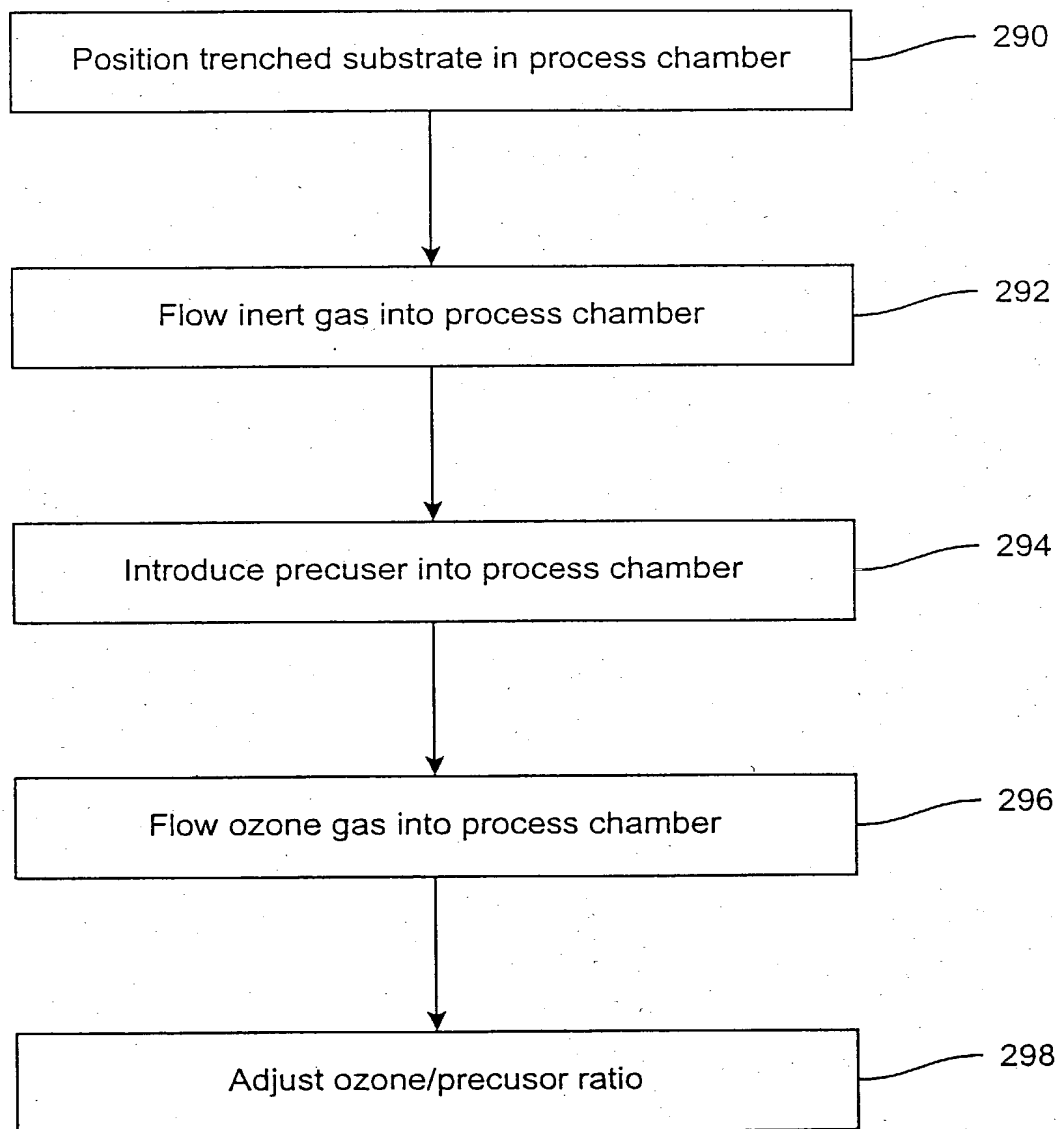 Position trenched substrate in process chamber
290
Flow inert gas into process chamber
292
Introduce precuser into process chamber
294
Flow ozone gas into process chamber
296
Adjust ozone/precusor ratio
298